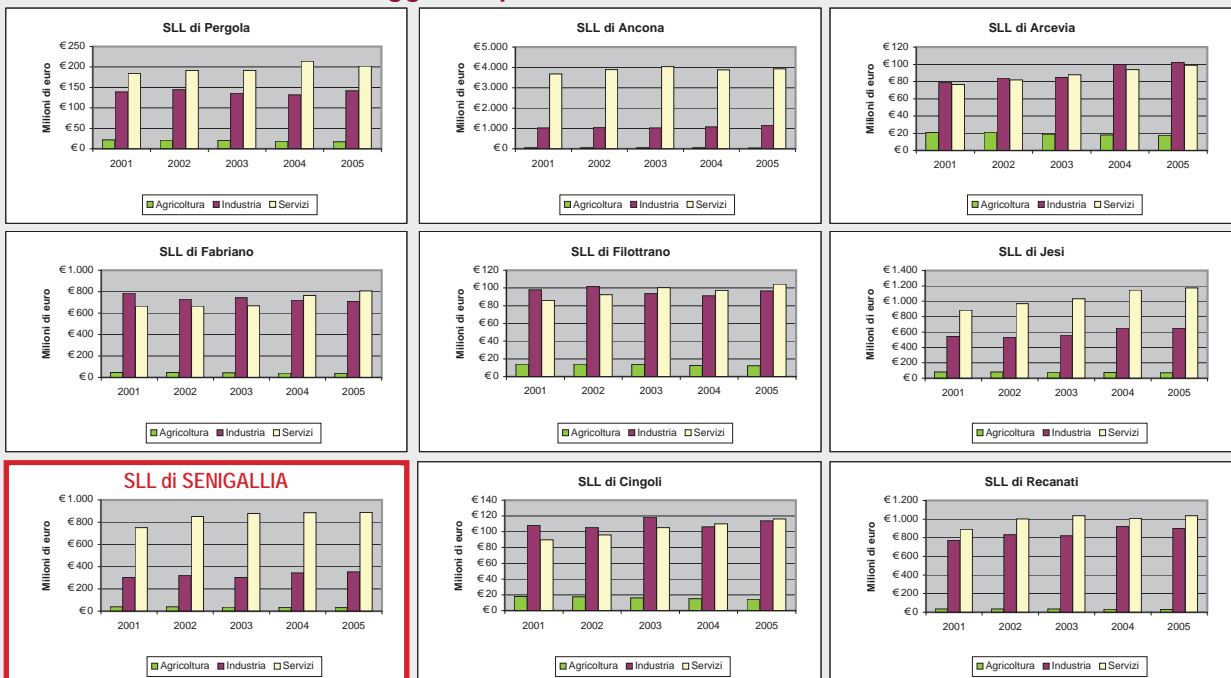 SLL di Pergola
Milioni di euro
€250
€200
€150
€100
€50
€0
2001 2002 2003 2004 2005
Agricoltura Industria Servizi
SLL di Ancona
Milioni di euro
€5.000
€4.000
€3.000
€2.000
€1.000
€0
2001 2002 2003 2004 2005
Agricoltura Industria Servizi
SLL di Arcevia
Milioni di euro
€120
€100
€80
€60
€40
€20
€0
2001 2002 2003 2004 2005
Agricoltura Industria Servizi
SLL di Fabriano
Milioni di euro
€1.000
€800
€600
€400
€200
€0
2001 2002 2003 2004 2005
Agricoltura Industria Servizi
SLL di Filottrano
Milioni di euro
€120
€100
€80
€60
€40
€20
€0
2001 2002 2003 2004 2005
Agricoltura Industria Servizi
SLL di Jesi
Milioni di euro
€1.400
€1.200
€1.000
€800
€600
€400
€200
€0
2001 2002 2003 2004 2005
Agricoltura Industria Servizi
SLL di SENIGALLIA
Milioni di euro
€1.000
€800
€600
€400
€200
€0
2001 2002 2003 2004 2005
Agricoltura Industria Servizi
SLL di Cingoli
Milioni di euro
€140
€120
€100
€80
€60
€40
€20
€0
2001 2002 2003 2004 2005
Agricoltura Industria Servizi
SLL di Recanati
Milioni di euro
€1.200
€1.000
€800
€600
€400
€200
€0
2001 2002 2003 2004 2005
Agricoltura Industria Servizi